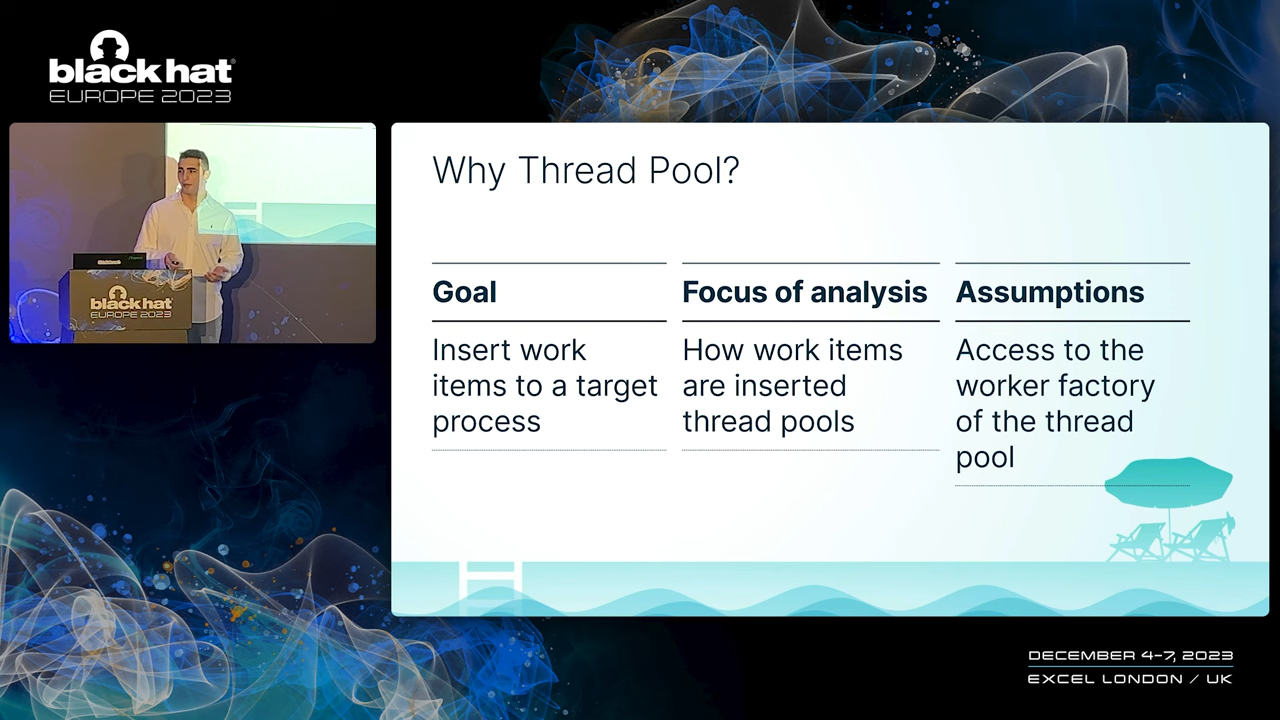 black hat
EUROPE 2023
black hat
EUROPE 2023
Why Thread Pool?
Goal
Insert work
items to a target
process
Focus of analysis
How work items
are inserted
thread pools
Assumptions
Access to the
worker factory
of the thread
pool
DECEMBER 4-7, 2023
EXCEL LONDON / UK